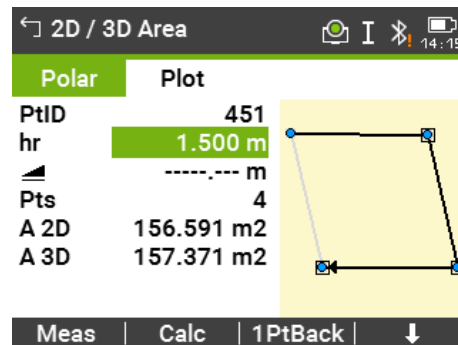 2D / 3D Area I
14:15
Polar Plot
PtID 451
hr 1.500 m
-----.--- m
Pts 4
A 2D 156.591 m2
A 3D 157.371 m2
Meas | Calc | 1PtBack |